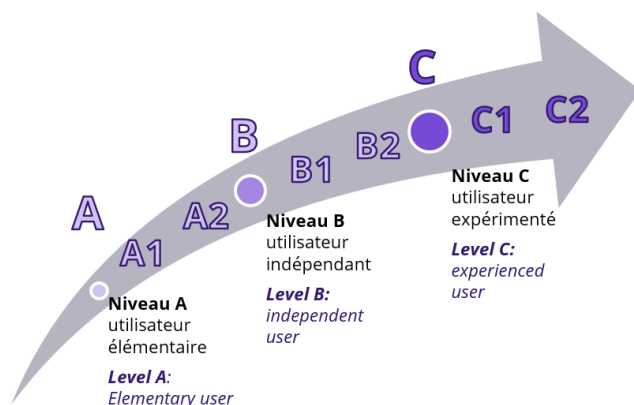 A
A1
A2
Niveau A
utilisateur
élémentaire
Level A:
Elementary user
B
B1
B2
Niveau B
utilisateur
indépendant
Level B:
independent
user
C
C1
C2
Niveau C
utilisateur
expérimenté
Level C:
experienced
user